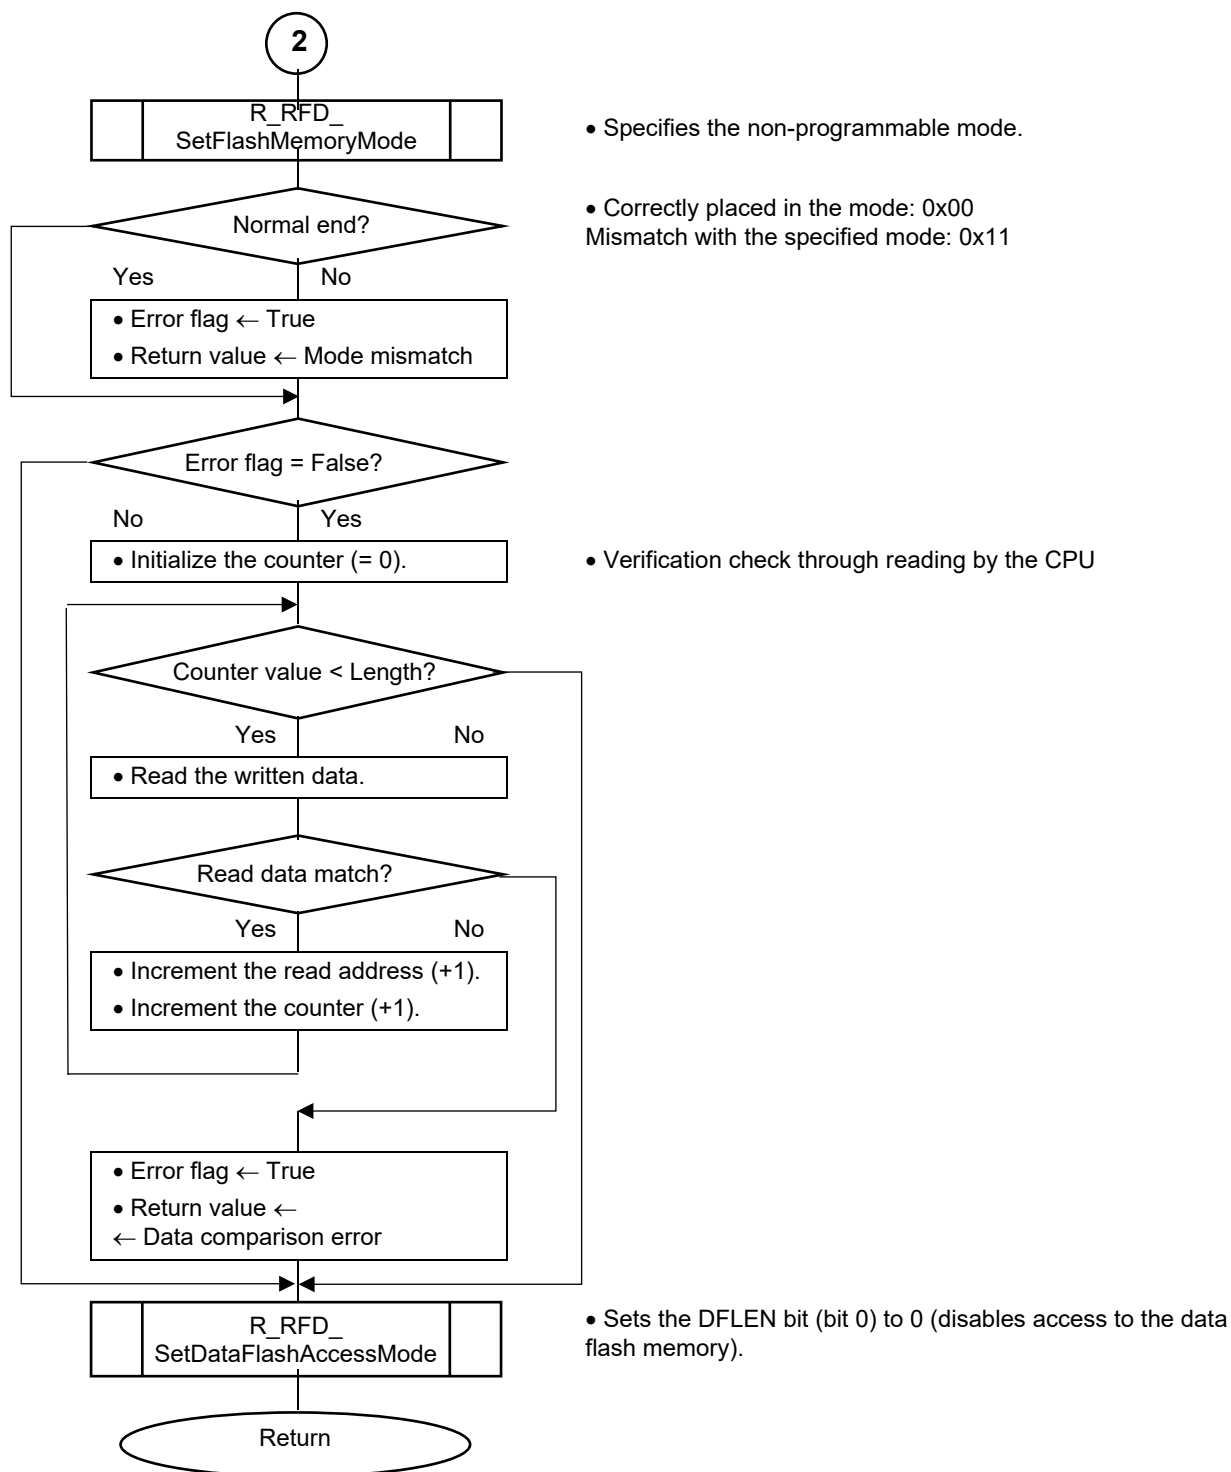 2
R_RFD_
SetFlashMemoryMode
• Specifies the non-programmable mode.
Normal end?
• Correctly placed in the mode: 0x00
Mismatch with the specified mode: 0x11
Yes No
• Error flag ← True
• Return value ← Mode mismatch
Error flag = False?
No Yes
• Initialize the counter (= 0).
• Verification check through reading by the CPU
Counter value < Length?
Yes No
• Read the written data.
Read data match?
Yes No
• Increment the read address (+1).
• Increment the counter (+1).
• Error flag ← True
• Return value ←
← Data comparison error
R_RFD_
SetDataFlashAccessMode
• Sets the DFLEN bit (bit 0) to 0 (disables access to the data
flash memory).
Return